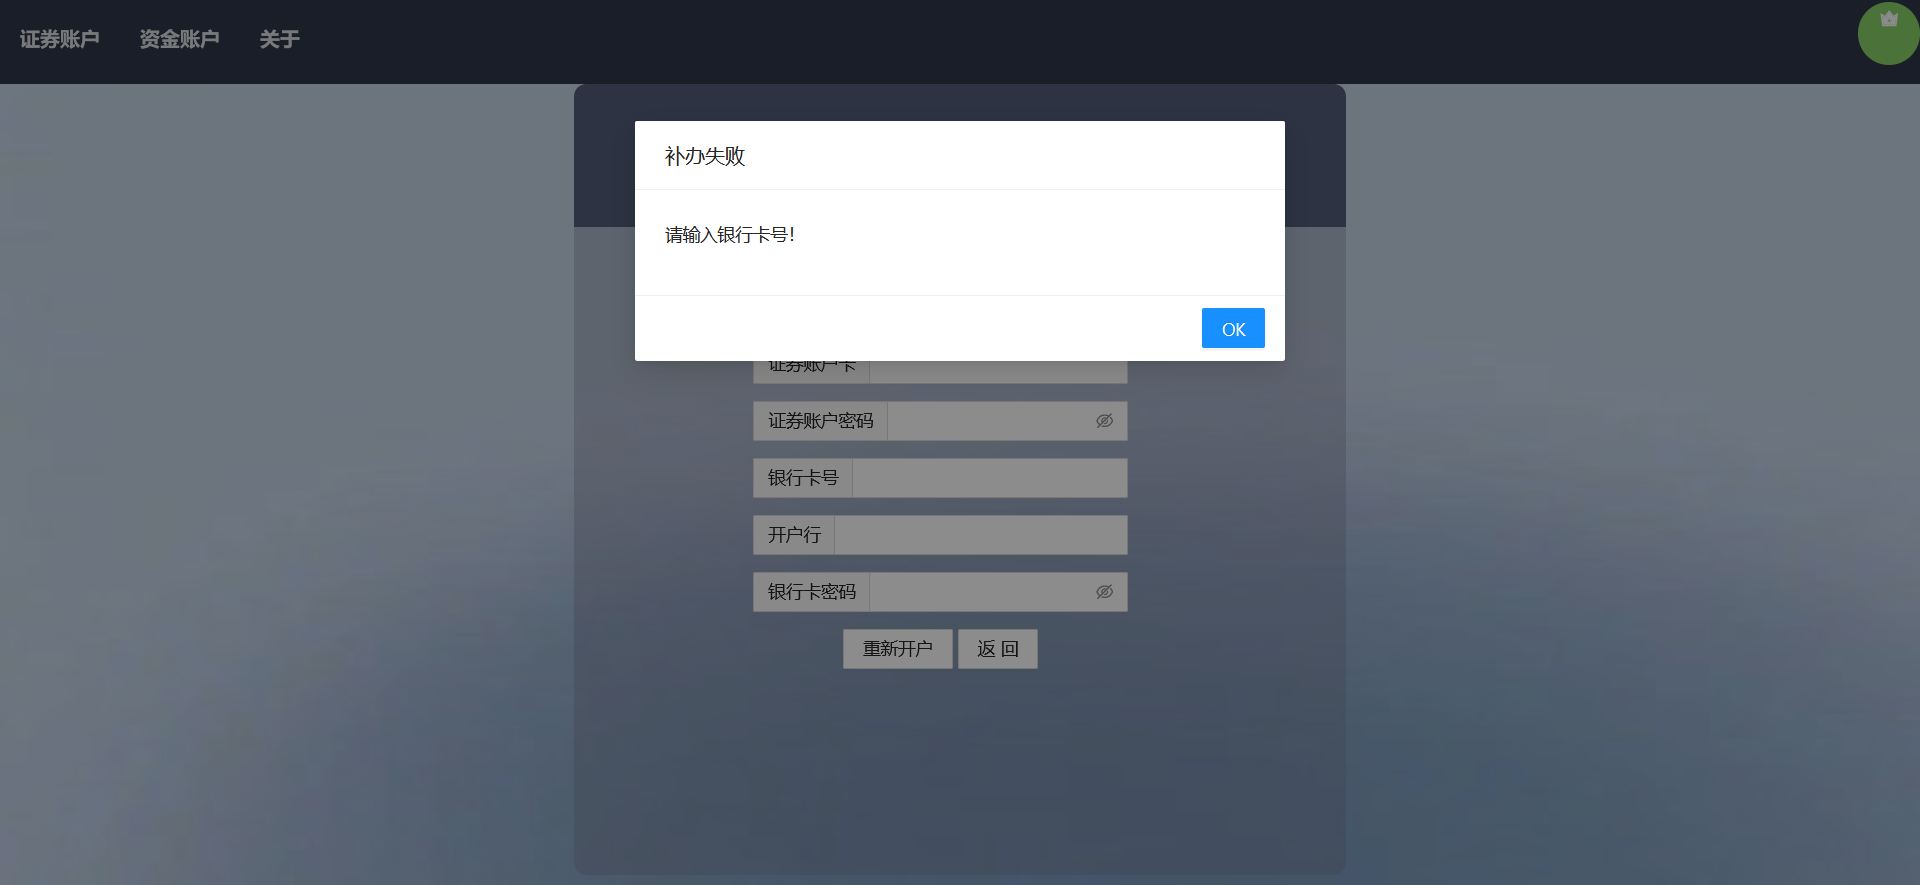 证券账户 资金账户 关于
补办失败
请输入银行卡号！
OK
证券账户卡
证券账户密码
银行卡号
开户行
银行卡密码
重新开户 返 回